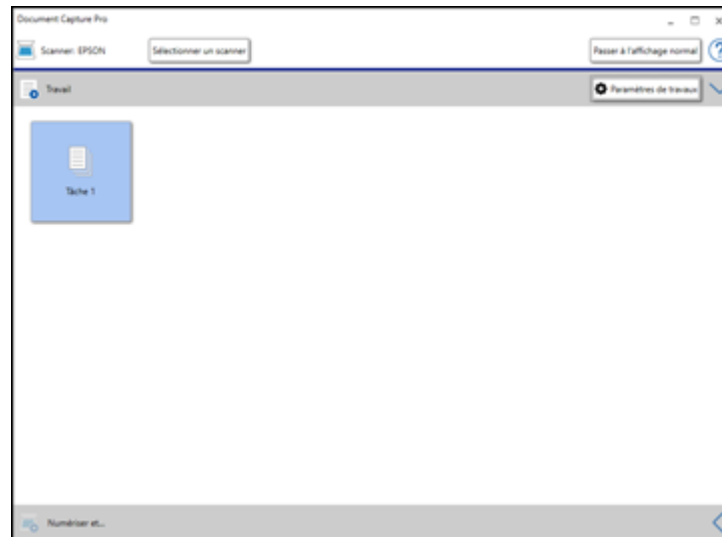 Document Capture Pro
Scanner: EPSON Sélectionner un scanner Passer à l'affichage normal ?
Travail Paramètres de travaux
Tâche 1
Numériser et...